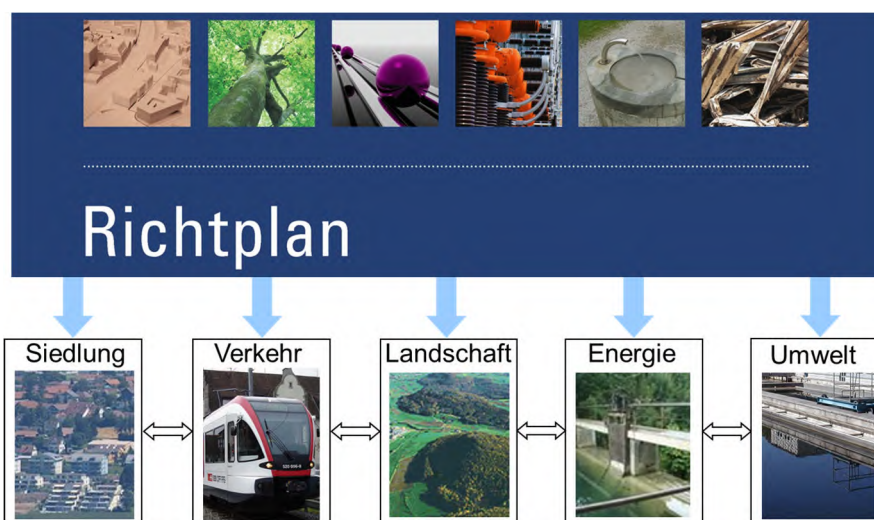 Richtplan
Siedlung
Verkehr
Landschaft
Energie
Umwelt